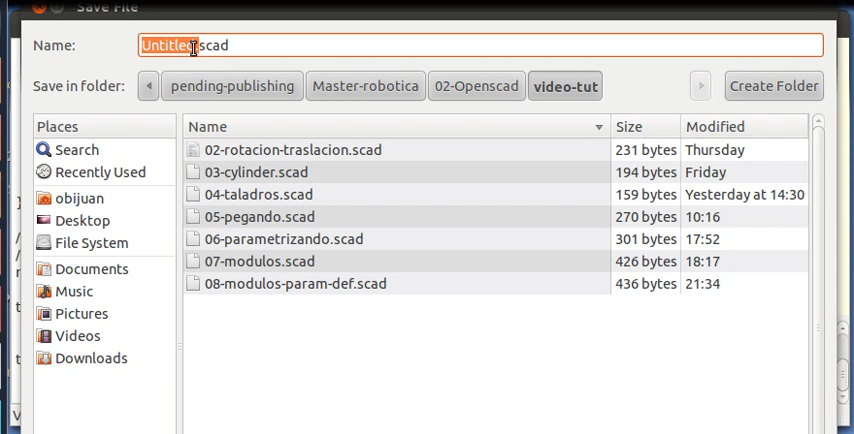 Save File
Name: Untitled.scad
Save in folder: pending-publishing Master-robotica 02-Openscad video-tut Create Folder
Places Name Size Modified
Search 02-rotacion-traslacion.scad 231 bytes Thursday
Recently Used 03-cylinder.scad 194 bytes Friday
obijuan 04-taladros.scad 159 bytes Yesterday at 14:30
Desktop 05-pegando.scad 270 bytes 10:16
File System 06-parametrizando.scad 301 bytes 17:52
Documents 07-modulos.scad 426 bytes 18:17
Music 08-modulos-param-def.scad 436 bytes 21:34
Pictures
Videos
Downloads